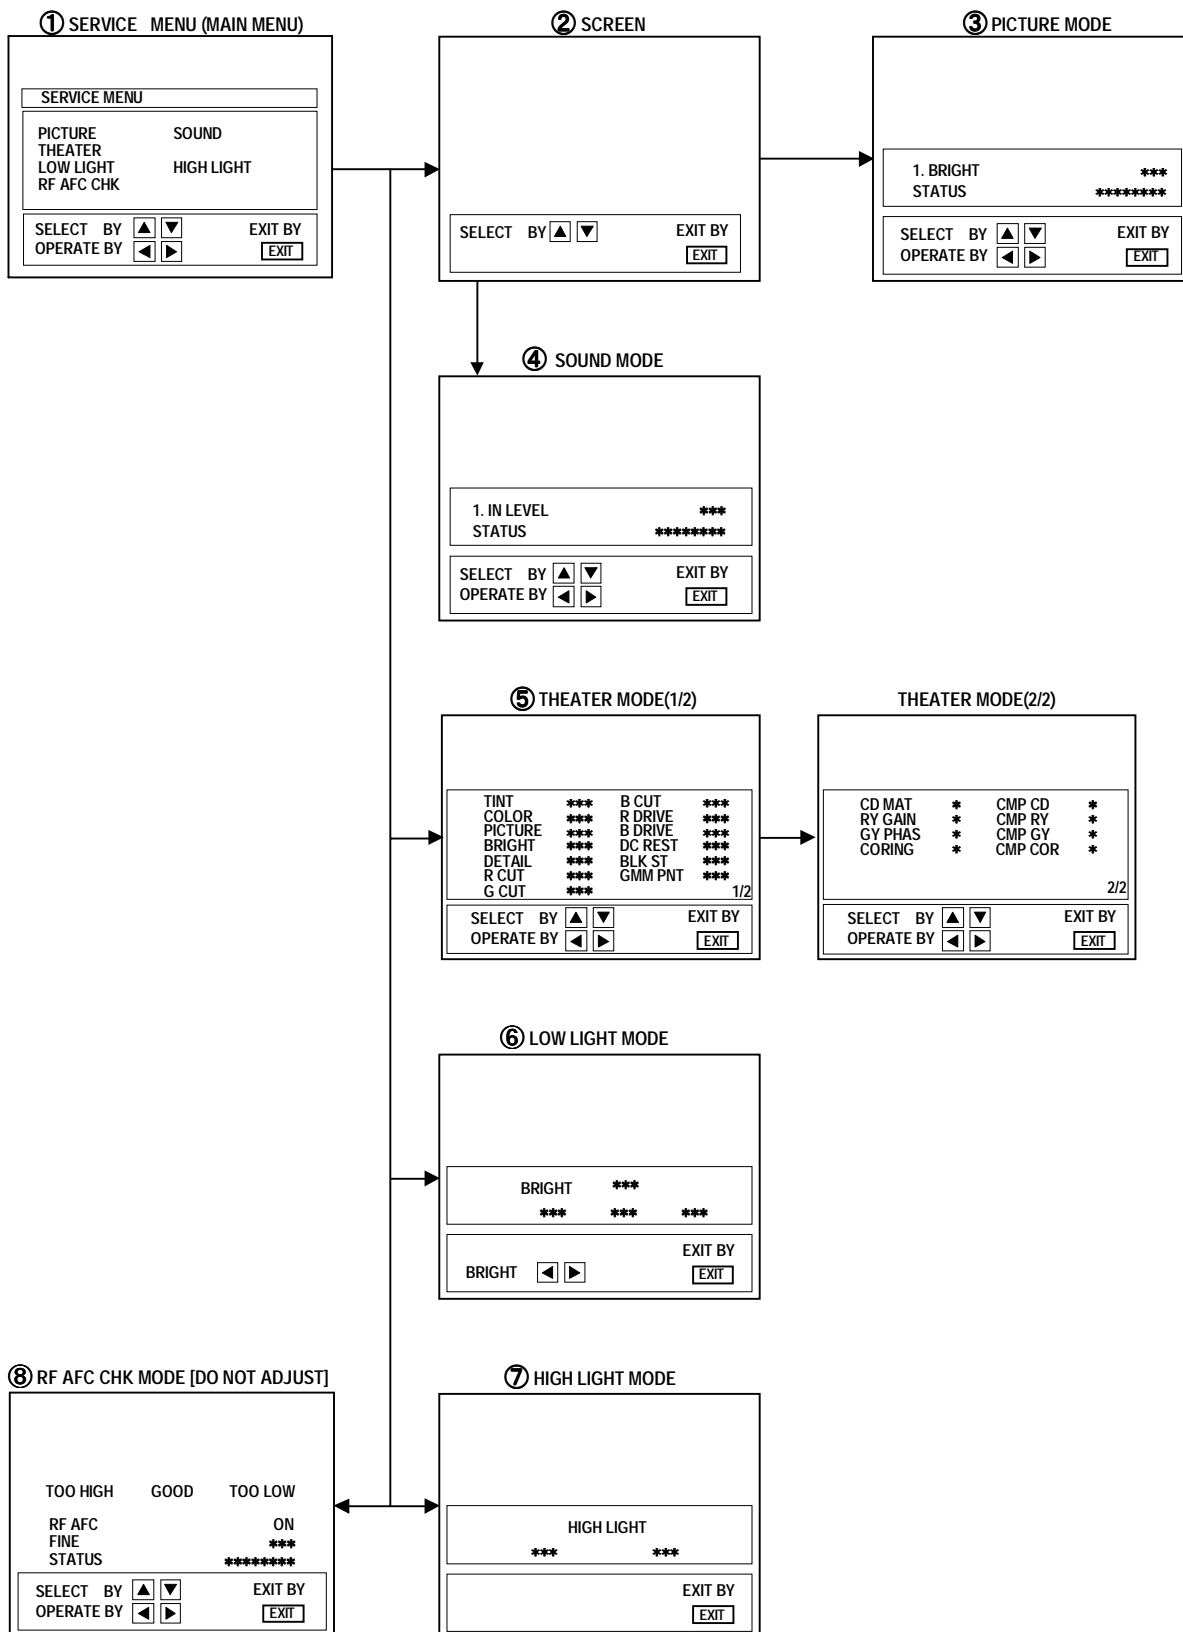 ① SERVICE MENU (MAIN MENU)
SERVICE MENU
PICTURE SOUND
THEATER
LOW LIGHT HIGH LIGHT
RF AFC CHK
SELECT BY ▲ ▼ EXIT BY
OPERATE BY ◀ ▶ EXIT
② SCREEN
SELECT BY ▲ ▼ EXIT BY
EXIT
③ PICTURE MODE
1. BRIGHT ***
STATUS ********
SELECT BY ▲ ▼ EXIT BY
OPERATE BY ◀ ▶ EXIT
④ SOUND MODE
1. IN LEVEL ***
STATUS ********
SELECT BY ▲ ▼ EXIT BY
OPERATE BY ◀ ▶ EXIT
⑤ THEATER MODE(1/2)
TINT *** B CUT ***
COLOR *** R DRIVE ***
PICTURE *** B DRIVE ***
BRIGHT *** DC REST ***
DETAIL *** BLK ST ***
R CUT *** GMM PNT ***
G CUT *** 1/2
SELECT BY ▲ ▼ EXIT BY
OPERATE BY ◀ ▶ EXIT
THEATER MODE(2/2)
CD MAT * CMP CD *
RY GAIN * CMP RY *
GY PHAS * CMP GY *
CORING * CMP COR *
2/2
SELECT BY ▲ ▼ EXIT BY
OPERATE BY ◀ ▶ EXIT
⑥ LOW LIGHT MODE
BRIGHT ***
*** *** ***
EXIT BY
BRIGHT ◀ ▶ EXIT
⑧ RF AFC CHK MODE [DO NOT ADJUST]
TOO HIGH GOOD TOO LOW
RF AFC ON
FINE ***
STATUS ********
SELECT BY ▲ ▼ EXIT BY
OPERATE BY ◀ ▶ EXIT
⑦ HIGH LIGHT MODE
HIGH LIGHT
*** ***
EXIT BY
EXIT